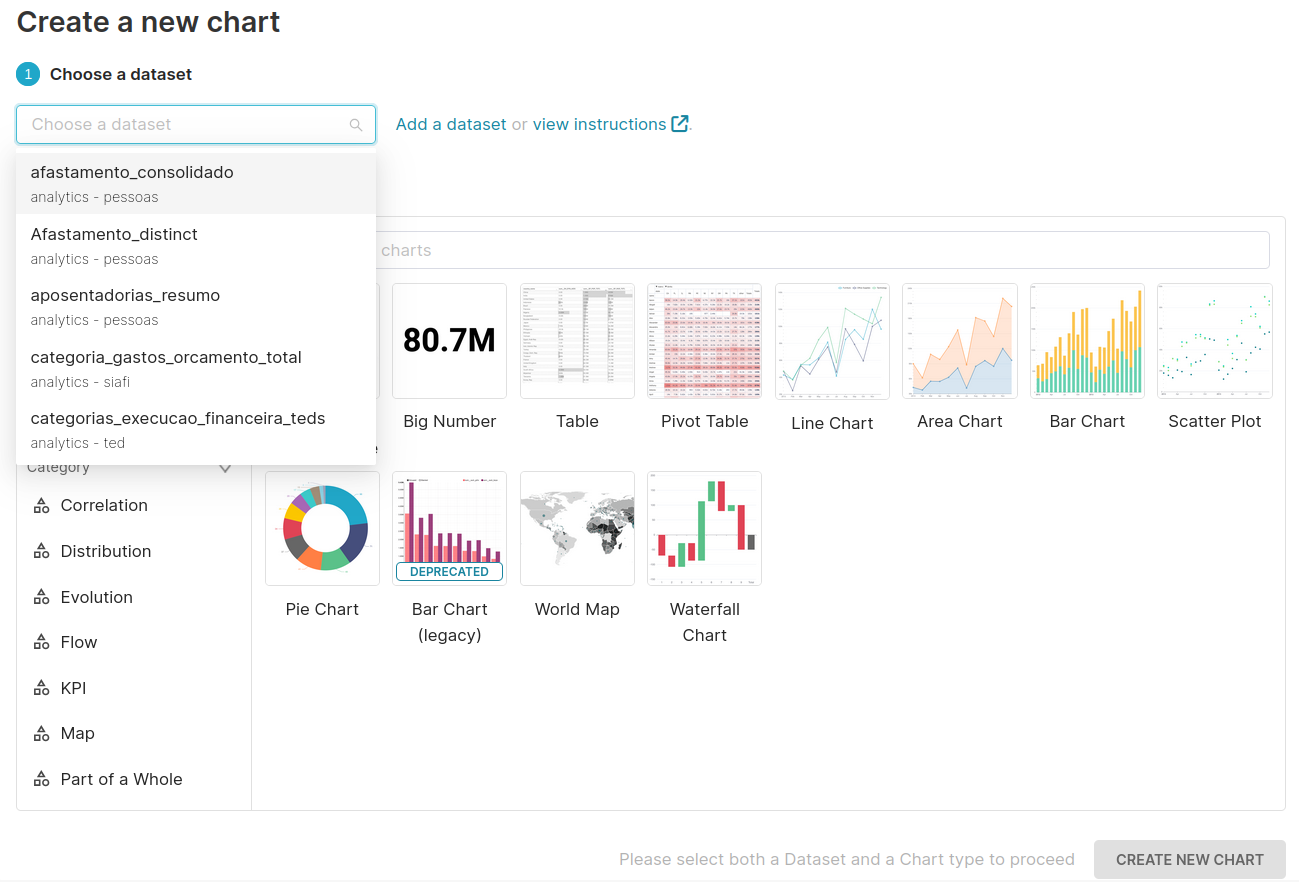 Create a new chart
1 Choose a dataset
Choose a dataset
Add a dataset or view instructions .
afastamento_consolidado
analytics - pessoas
Afastamento_distinct
analytics - pessoas
aposentadorias_resumo
analytics - pessoas
categoria_gastos_orcamento_total
analytics - siafi
categorias_execucao_financeira_teds
analytics - ted
charts
80.7M
Big Number
Table
Pivot Table
Line Chart
Area Chart
Bar Chart
Scatter Plot
Category
Correlation
Distribution
Evolution
Flow
KPI
Map
Part of a Whole
Pie Chart
DEPRECATED
Bar Chart
(legacy)
World Map
Waterfall
Chart
Please select both a Dataset and a Chart type to proceed
CREATE NEW CHART